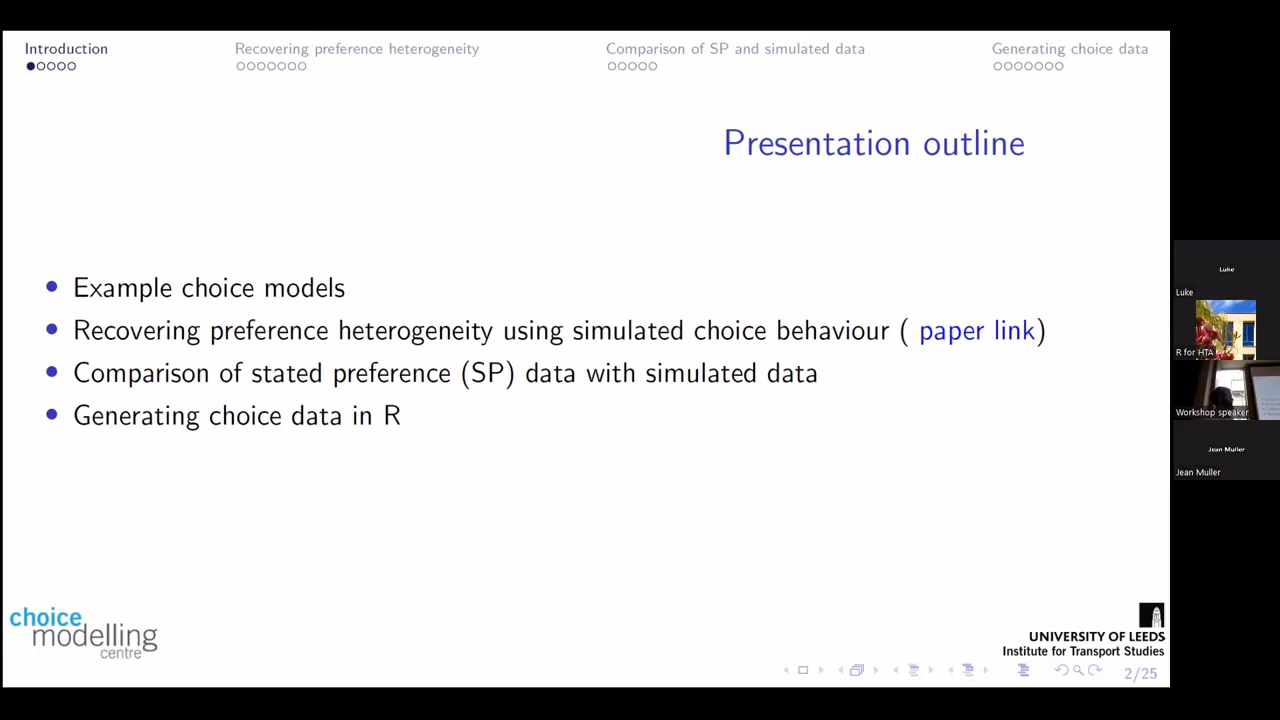 Introduction
Recovering preference heterogeneity
Comparison of SP and simulated data
Generating choice data
Presentation outline
Example choice models
Recovering preference heterogeneity using simulated choice behaviour ( paper link)
Comparison of stated preference (SP) data with simulated data
Generating choice data in R
choice
modelling
centre
UNIVERSITY OF LEEDS
Institute for Transport Studies
2/25
Luke
Luke
R for HTA
Workshop speaker
Jean Muller
Jean Muller